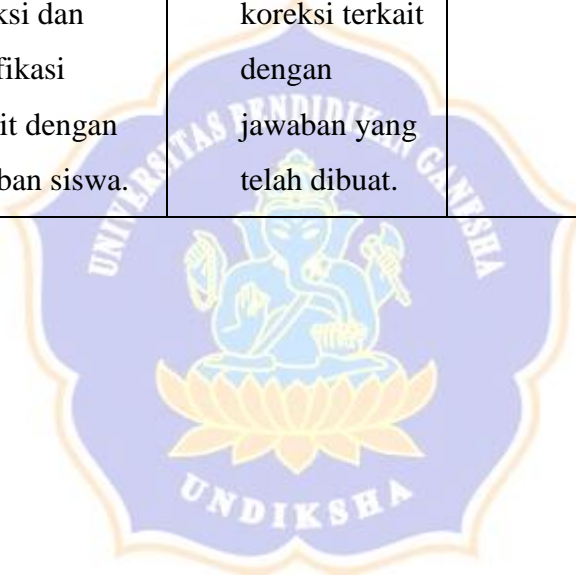 ksi dan
fikasi
it dengan
ban siswa.
koreksi terkait
dengan
jawaban yang
telah dibuat.
UNIVERSITAS PENDIDIKAN GANESHA
UNDIKSHA